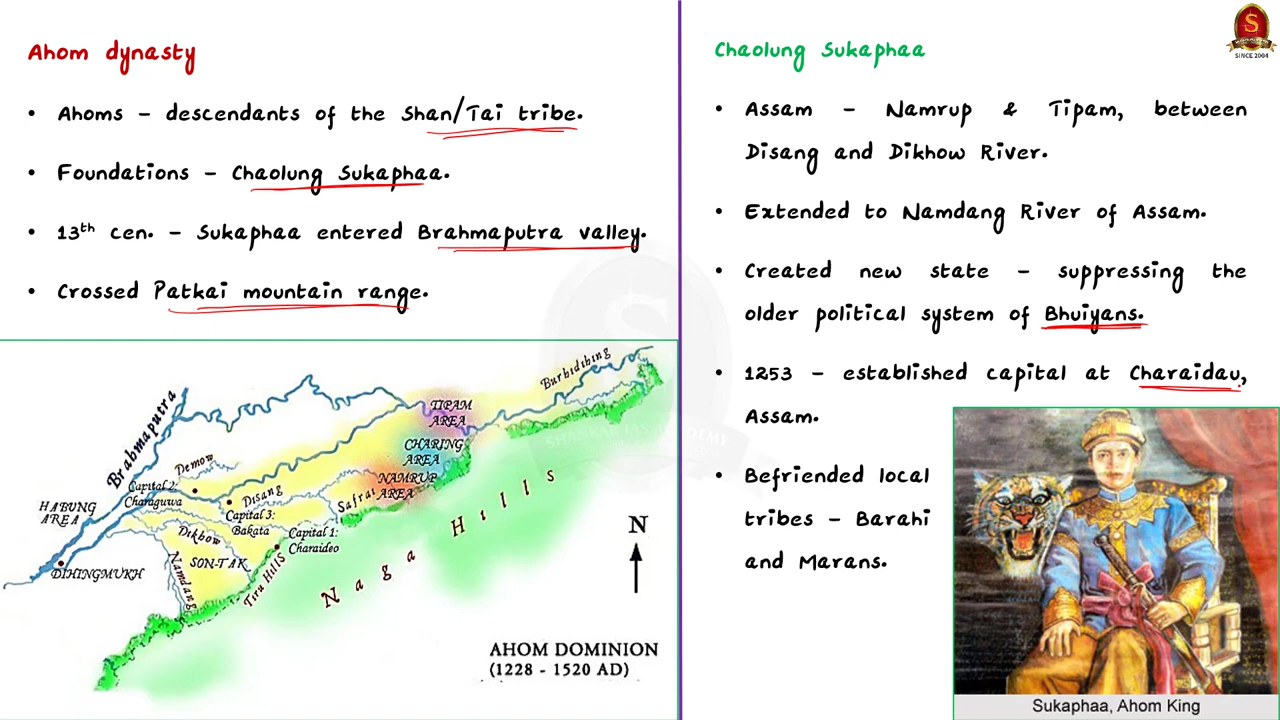 Ahom dynasty
• Ahoms – descendants of the Shan/Tai tribe.
• Foundations – Chaolung Sukaphaa.
• 13th cen. – Sukaphaa entered Brahmaputra valley.
• Crossed Patkai mountain range.
Brahmaputra
Burhidihing
TIPAM
AREA
CHARING
AREA
NAMRUP
AREA
Demow
Capital 2:
Charaguwa
Disang
Safrai
HABUNG
AREA
Capital 3:
Bakata
Dikhow
Capital 1:
Charaideo
SON-TAK
DIHINGMUKH
Namdang
Tiru Hills
Naga Hills
N
AHOM DOMINION
(1228 - 1520 AD)
Chaolung Sukaphaa
• Assam – Namrup & Tipam, between
Disang and Dikhow River.
• Extended to Namdang River of Assam.
• Created new state – suppressing the
older political system of Bhuiyans.
• 1253 – established capital at Charaidau,
Assam.
• Befriended local
tribes – Barahi
and Marans.
Sukaphaa, Ahom King
S
SINCE 2004
SHANKAR IAS ACADEMY